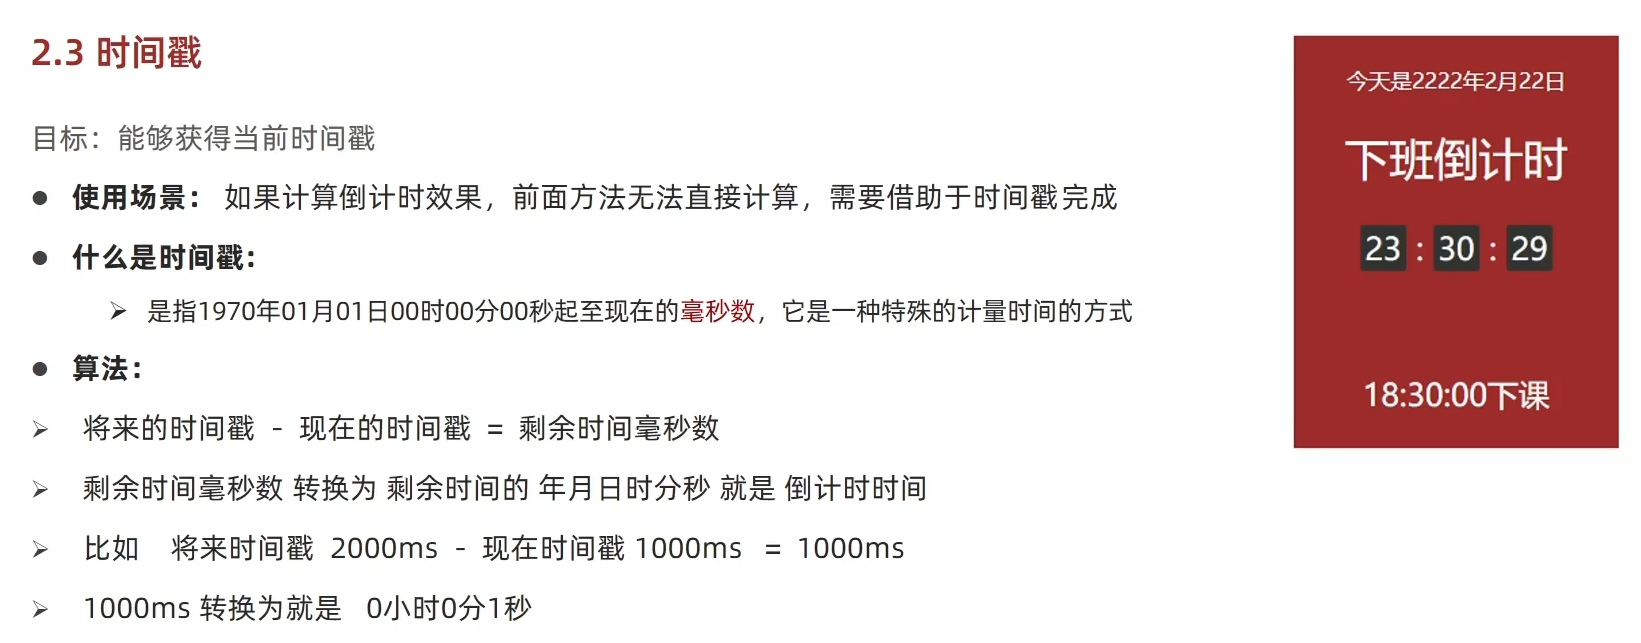 2.3 时间戳
目标：能够获得当前时间戳
● 使用场景： 如果计算倒计时效果，前面方法无法直接计算，需要借助于时间戳完成
● 什么是时间戳：
➢ 是指1970年01月01日00时00分00秒起至现在的毫秒数，它是一种特殊的计量时间的方式
● 算法：
➢ 将来的时间戳 - 现在的时间戳 = 剩余时间毫秒数
➢ 剩余时间毫秒数 转换为 剩余时间的 年月日时分秒 就是 倒计时时间
➢ 比如 将来时间戳 2000ms - 现在时间戳 1000ms = 1000ms
➢ 1000ms 转换为就是 0小时0分1秒
今天是2222年2月22日
下班倒计时
23 : 30 : 29
18:30:00下课